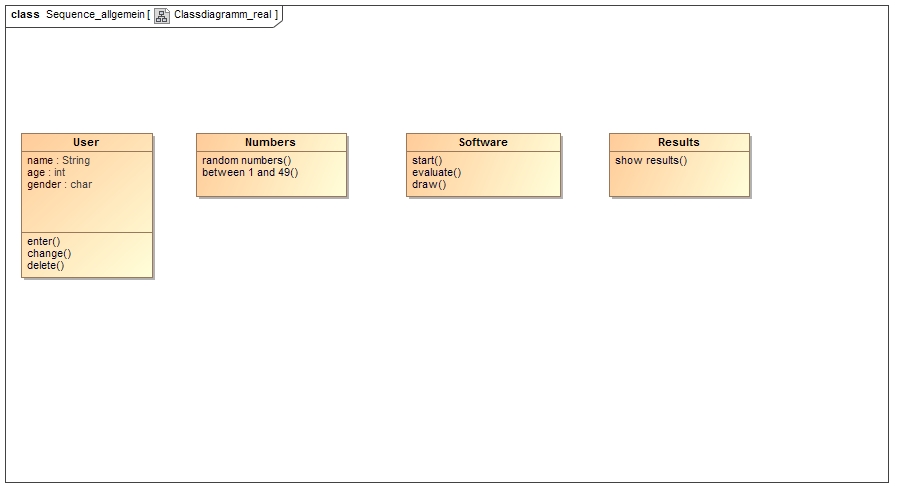 class Sequence_allgemein [ Classdiagramm_real ]
User
name : String
age : int
gender : char
enter()
change()
delete()
Numbers
random numbers()
between 1 and 49()
Software
start()
evaluate()
draw()
Results
show results()